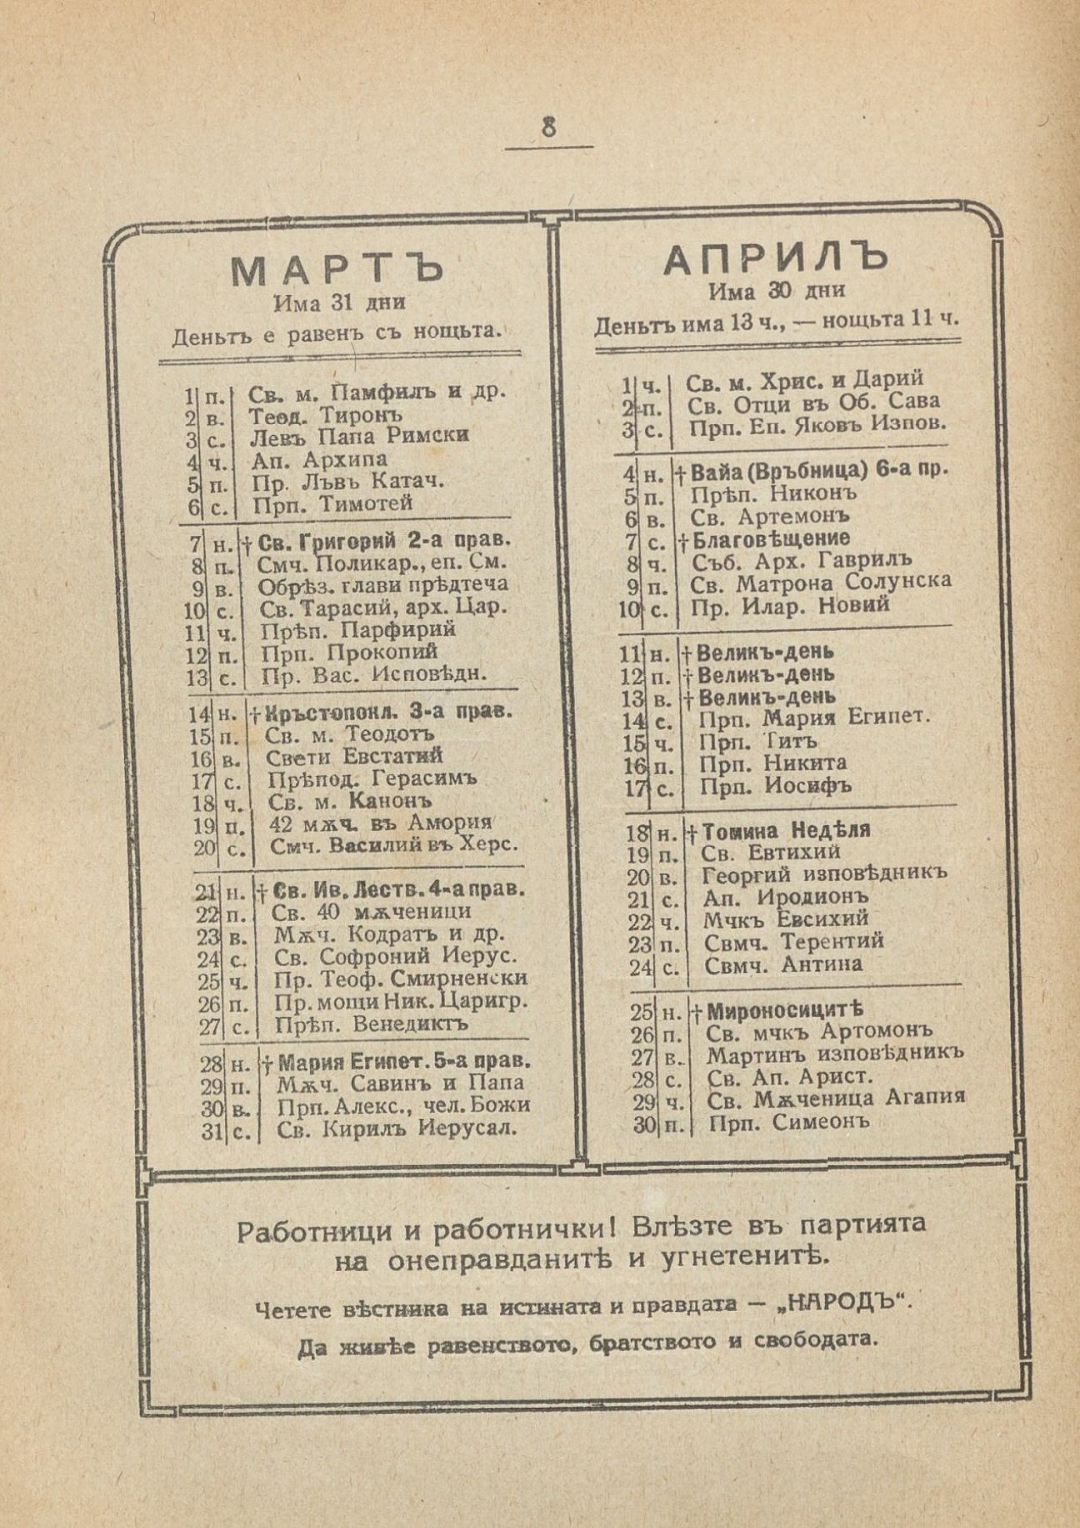 8
МАРТЪ
Има 31 дни
Деньтъ е равенъ съ нощьта.
1 п. Св. м. Памфилъ и др.
2 в. Теѳд. Тиронъ
3 с. Левъ Папа Римски
4 ч. Ап. Архипа
5 п. Пр. Лъвъ Катач.
6 с. Прп. Тимотей
7 н. † Св. Григорий 2-а прав.
8 п. Смч. Поликар., еп. См.
9 в. Обрѣз. глави прѣдтеча
10 с. Св. Тарасий, арх. Цар.
11 ч. Прѣп. Парфирий
12 п. Прп. Прокопий
13 с. Пр. Вас. Исповѣдн.
14 н. † Кръстопокл. 3-а прав.
15 п. Св. м. Теодотъ
16 в. Свети Евстатий
17 с. Прѣпод. Герасимъ
18 ч. Св. м. Канонъ
19 п. 42 мѫч. въ Амория
20 с. Смч. Василий въ Херс.
21 н. † Св. Ив. Леств. 4-а прав.
22 п. Св. 40 мѫченици
23 в. Мѫч. Кодратъ и др.
24 с. Св. Софроний Иерус.
25 ч. Пр. Теоф. Смирненски
26 п. Пр. мощи Ник. Царигр.
27 с. Прѣп. Венедиктъ
28 н. † Мария Египет. 5-а прав.
29 п. Мѫч. Савинъ и Папа
30 в. Прп. Алекс., чел. Божи
31 с. Св. Кирилъ Иерусал.
АПРИЛЪ
Има 30 дни
Деньтъ има 13 ч., — нощьта 11 ч.
1 ч. Св. м. Хрис. и Дарий
2 п. Св. Отци въ Об. Сава
3 с. Прп. Еп. Яковъ Изпов.
4 н. † Вайа (Връбница) 6-а пр.
5 п. Прѣп. Никонъ
6 в. Св. Артемонъ
7 с. † Благовѣщение
8 ч. Съб. Арх. Гаврилъ
9 п. Св. Матрона Солунска
10 с. Пр. Илар. Новий
11 н. † Великъ-день
12 п. † Великъ-день
13 в. † Великъ-день
14 с. Прп. Мария Египет.
15 ч. Прп. Титъ
16 п. Прп. Никита
17 с. Прп. Иосифъ
18 н. † Томина Недѣля
19 п. Св. Евтихий
20 в. Георгий изповѣдникъ
21 с. Ап. Иродионъ
22 ч. Мчкъ Евсихий
23 п. Свмч. Терентий
24 с. Свмч. Антипа
25 н. † Мироносицитѣ
26 п. Св. мчкъ Артомонъ
27 в. Мартинъ изповѣдникъ
28 с. Св. Ап. Арист.
29 ч. Св. Мѫченица Агапия
30 п. Прп. Симеонъ
Работници и работнички! Влѣзте въ партията
на онеправданитѣ и угнетенитѣ.
Четете вѣстника на истината и правдата — „НАРОДЪ“.
Да живѣе равенството, братството и свободата.